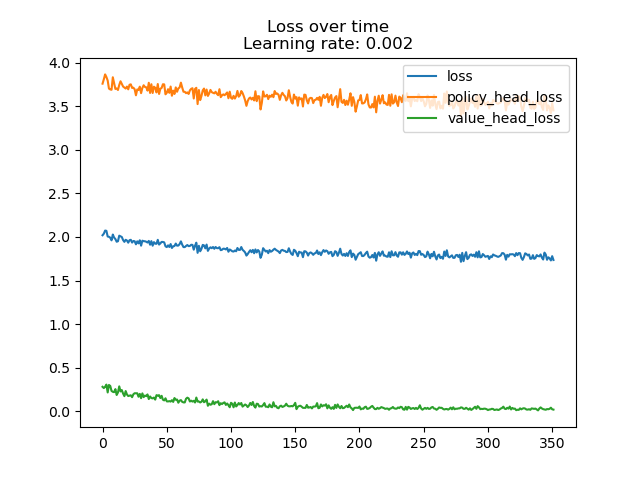 Loss over time
Learning rate: 0.002
4.0
3.5
3.0
2.5
2.0
1.5
1.0
0.5
0.0
loss
policy_head_loss
value_head_loss
0 50 100 150 200 250 300 350